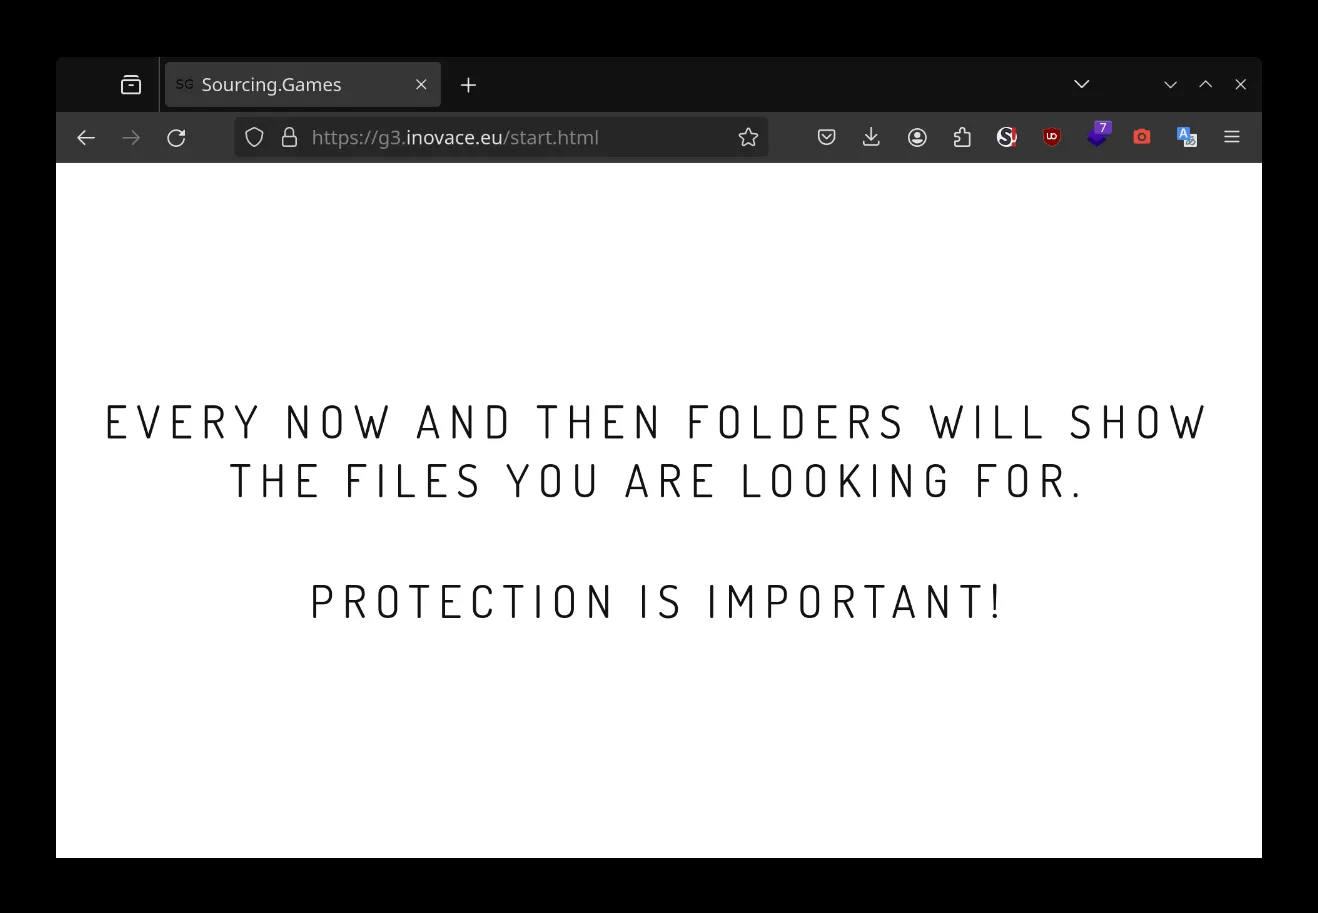 SG Sourcing.Games
https://g3.inovace.eu/start.html
7
EVERY NOW AND THEN FOLDERS WILL SHOW
THE FILES YOU ARE LOOKING FOR.
PROTECTION IS IMPORTANT!